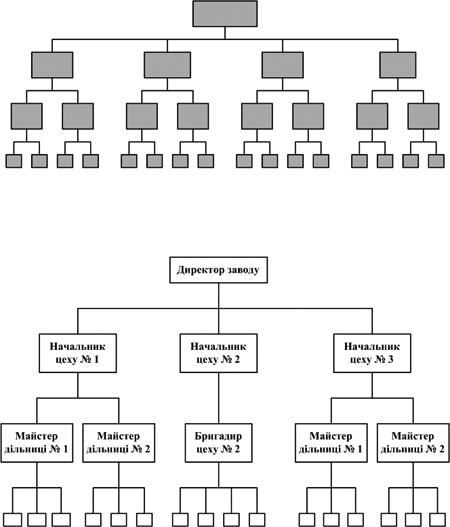 Директор заводу
Начальник
цеху № 1
Начальник
цеху № 2
Начальник
цеху № 3
Майстер
дільниці № 1
Майстер
дільниці № 2
Бригадир
цеху № 2
Майстер
дільниці № 1
Майстер
дільниці № 2